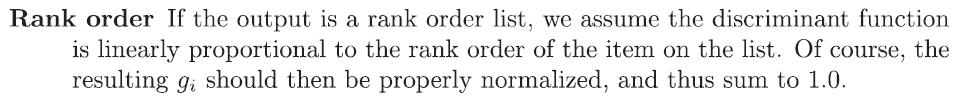 Rank order If the output is a rank order list, we assume the discriminant function
is linearly proportional to the rank order of the item on the list. Of course, the
resulting gᵢ should then be properly normalized, and thus sum to 1.0.